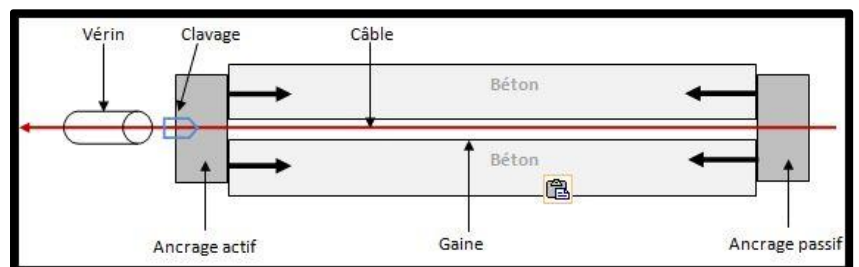 Vérin
Clavage
Câble
Béton
Béton
Ancrage actif
Gaine
Ancrage passif